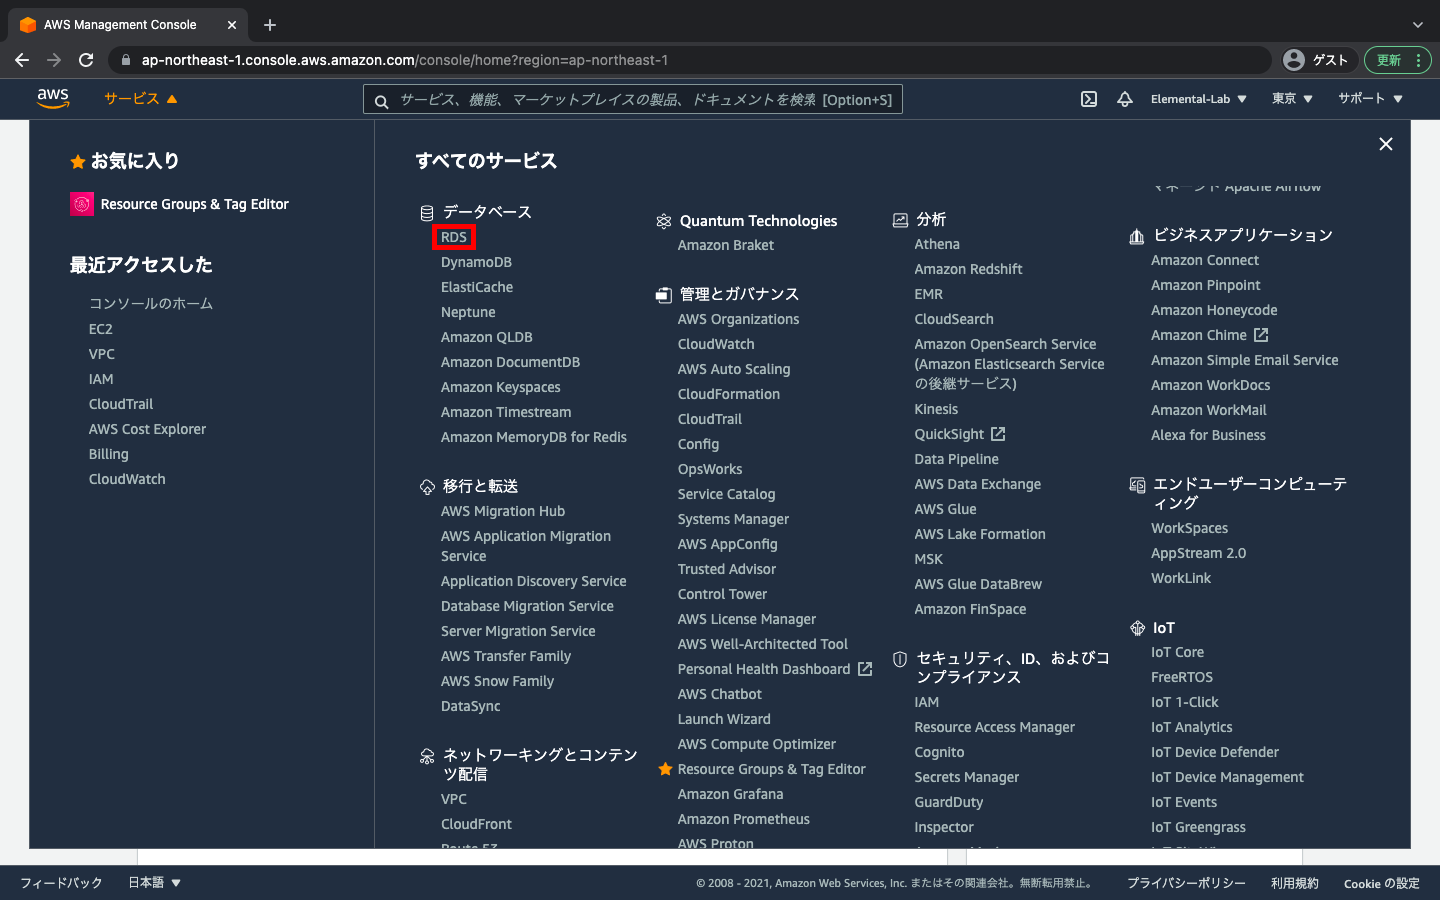 AWS Management Console
ap-northeast-1.console.aws.amazon.com/console/home?region=ap-northeast-1
ゲスト
更新
aws
サービス
サービス、機能、マーケットプレイスの製品、ドキュメントを検索 [Option+S]
Elemental-Lab
東京
サポート
お気に入り
Resource Groups & Tag Editor
最近アクセスした
コンソールのホーム
EC2
VPC
IAM
CloudTrail
AWS Cost Explorer
Billing
CloudWatch
すべてのサービス
データベース
RDS
DynamoDB
ElastiCache
Neptune
Amazon QLDB
Amazon DocumentDB
Amazon Keyspaces
Amazon Timestream
Amazon MemoryDB for Redis
移行と転送
AWS Migration Hub
AWS Application Migration
Service
Application Discovery Service
Database Migration Service
Server Migration Service
AWS Transfer Family
AWS Snow Family
DataSync
ネットワーキングとコンテン
ツ配信
VPC
CloudFront
Route 53
Quantum Technologies
Amazon Braket
管理とガバナンス
AWS Organizations
CloudWatch
AWS Auto Scaling
CloudFormation
CloudTrail
Config
OpsWorks
Service Catalog
Systems Manager
AWS AppConfig
Trusted Advisor
Control Tower
AWS License Manager
AWS Well-Architected Tool
Personal Health Dashboard
AWS Chatbot
Launch Wizard
AWS Compute Optimizer
Resource Groups & Tag Editor
Amazon Grafana
Amazon Prometheus
AWS Proton
分析
Athena
Amazon Redshift
EMR
CloudSearch
Amazon OpenSearch Service
(Amazon Elasticsearch Service
の後継サービス)
Kinesis
QuickSight
Data Pipeline
AWS Data Exchange
AWS Glue
AWS Lake Formation
MSK
AWS Glue DataBrew
Amazon FinSpace
セキュリティ、ID、およびコ
ンプライアンス
IAM
Resource Access Manager
Cognito
Secrets Manager
GuardDuty
Inspector
マネージド Apache Airflow
ビジネスアプリケーション
Amazon Connect
Amazon Pinpoint
Amazon Honeycode
Amazon Chime
Amazon Simple Email Service
Amazon WorkDocs
Amazon WorkMail
Alexa for Business
エンドユーザーコンピューテ
ィング
WorkSpaces
AppStream 2.0
WorkLink
IoT
IoT Core
FreeRTOS
IoT 1-Click
IoT Analytics
IoT Device Defender
IoT Device Management
IoT Events
IoT Greengrass
フィードバック
日本語
© 2008 - 2021, Amazon Web Services, Inc. またはその関連会社。無断転用禁止。
プライバシーポリシー
利用規約
Cookie の設定